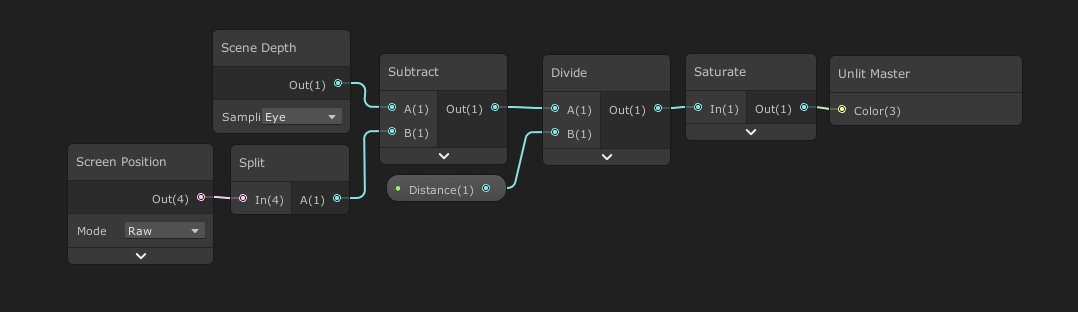 Scene Depth
Out(1)
Sampli Eye
Screen Position
Out(4)
Mode Raw
Split
In(4) A(1)
Subtract
A(1) Out(1)
B(1)
Distance(1)
Divide
A(1) Out(1)
B(1)
Saturate
In(1) Out(1)
Unlit Master
Color(3)